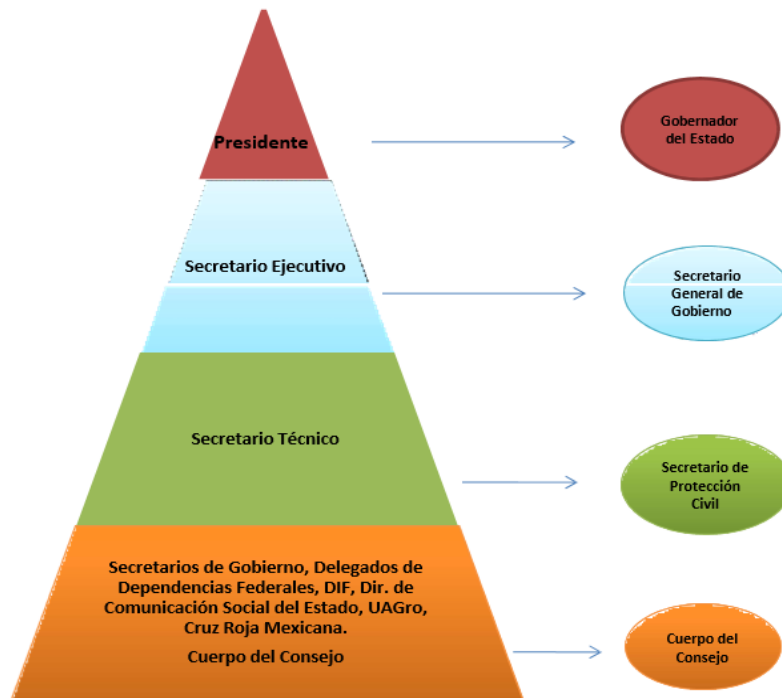 Presidente
Gobernador
del Estado
Secretario Ejecutivo
Secretario
General de
Gobierno
Secretario Técnico
Secretario de
Protección
Civil
Secretarios de Gobierno, Delegados de
Dependencias Federales, DIF, Dir. de
Comunicación Social del Estado, UAGro,
Cruz Roja Mexicana.
Cuerpo del Consejo
Cuerpo del
Consejo